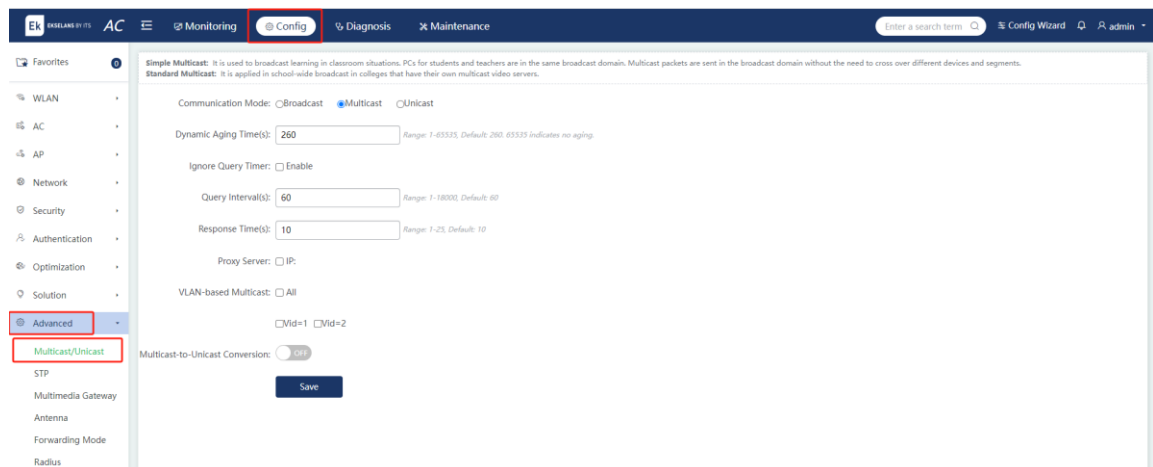 Ek EKSELANS BY ITS AC Monitoring Config Diagnosis Maintenance Enter a search term Config Wizard admin
Favorites 0
Simple Multicast: It is used to broadcast learning in classroom situations. PCs for students and teachers are in the same broadcast domain. Multicast packets are sent in the broadcast domain without the need to cross over different devices and segments.
Standard Multicast: It is applied in school-wide broadcast in colleges that have their own multicast video servers.
WLAN
AC
AP
Network
Security
Authentication
Optimization
Solution
Advanced
Multicast/Unicast
STP
Multimedia Gateway
Antenna
Forwarding Mode
Radius
Communication Mode: Broadcast Multicast Unicast
Dynamic Aging Time(s): 260 Range: 1-65535, Default: 260. 65535 indicates no aging.
Ignore Query Timer: Enable
Query Interval(s): 60 Range: 1-18000, Default: 60
Response Time(s): 10 Range: 1-25, Default: 10
Proxy Server: IP:
VLAN-based Multicast: All
Vid=1 Vid=2
Multicast-to-Unicast Conversion: OFF
Save